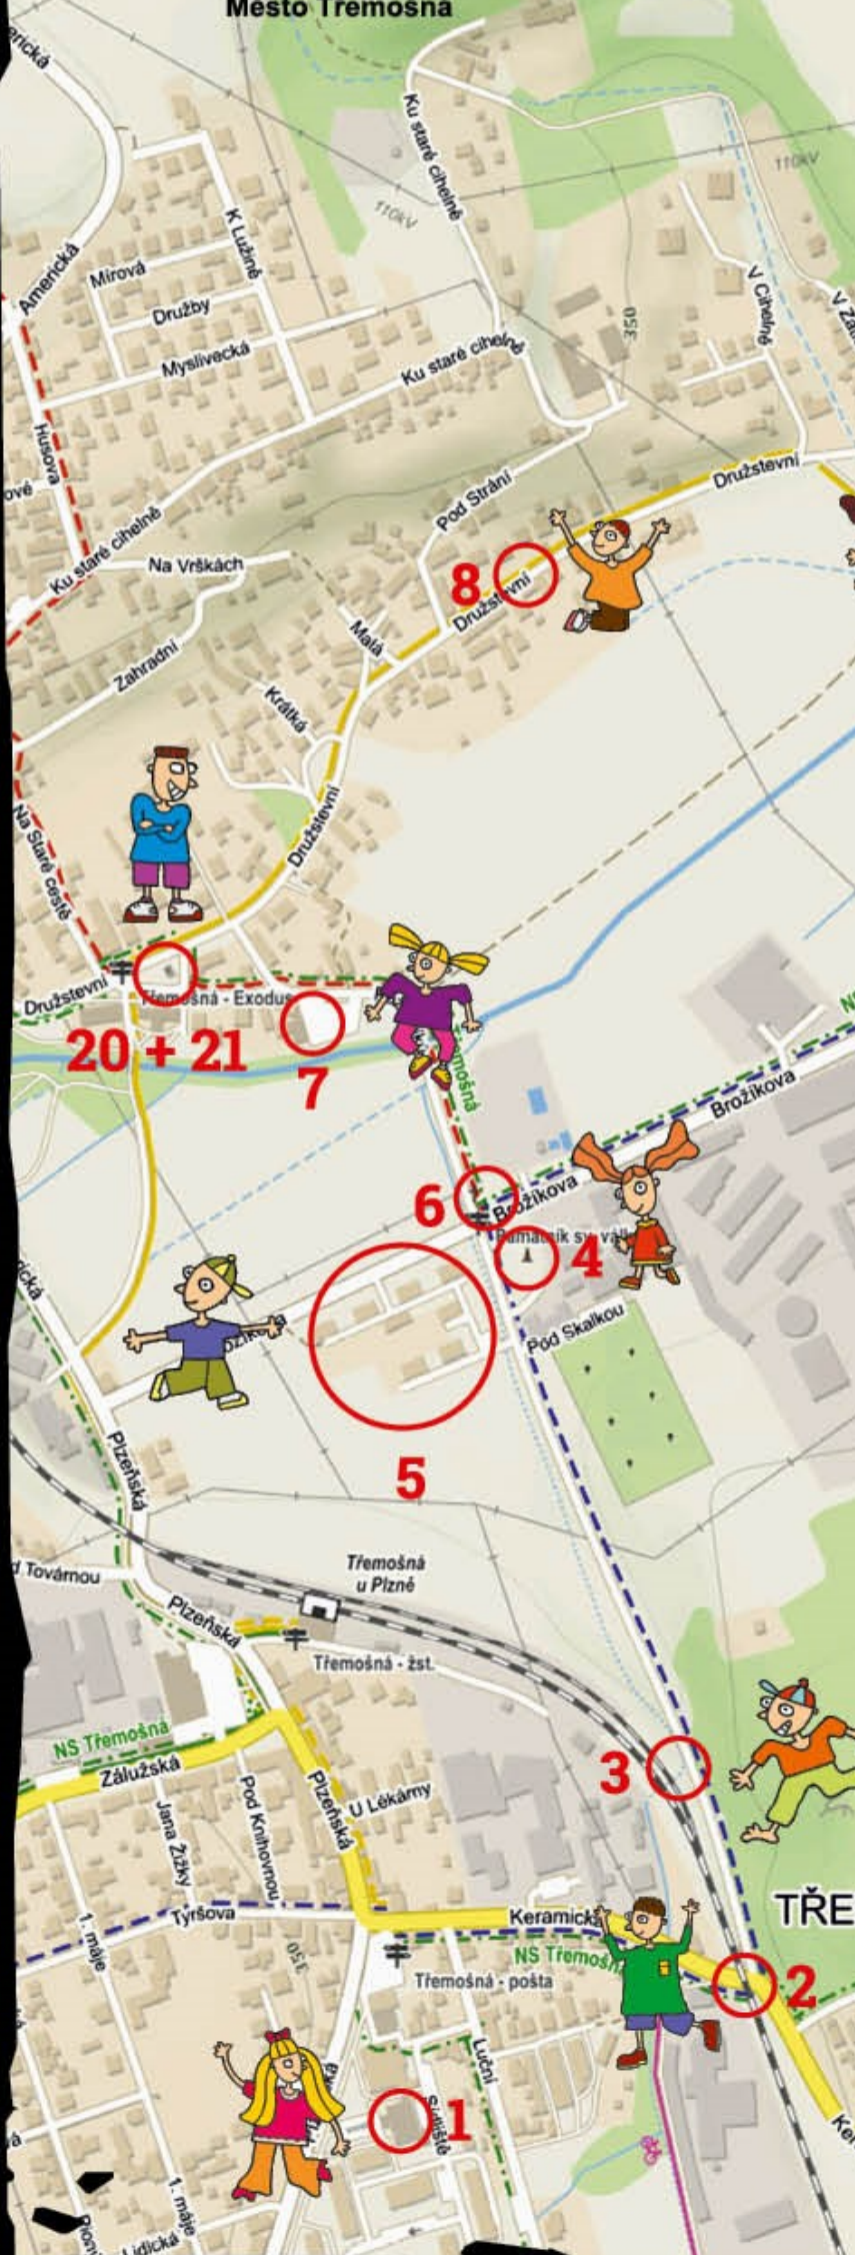 Město Třemošná
Ku staré cihelně
110kV
110kV
K Lužině
Americká
Mírová
Družby
Myslivecká
Ku staré cihelně
350
V Cihelně
Husova
Ku staré cihelně
Na Vrškách
Pod Strání
Družstevní
8
Družstevní
Malá
Zahradní
Krátká
Družstevní
Na Staré cestě
Družstevní
Třemošná - Exodus
20 + 21
7
Brožíkova
6
Brožíkova
4
Pod Skalkou
5
Plzeňská
Třemošná
u Plzně
Plzeňská
Třemošná - žst.
NS Třemošná
Zálužská
3
Plzeňská
U Lékárny
Jana Žižky
Pod Knihovnou
1. máje
Tyršova
Keramická
TŘE
350
NS Třemošn
Třemošná - pošta
2
Luční
1
Sídliště
1. máje
Lidická